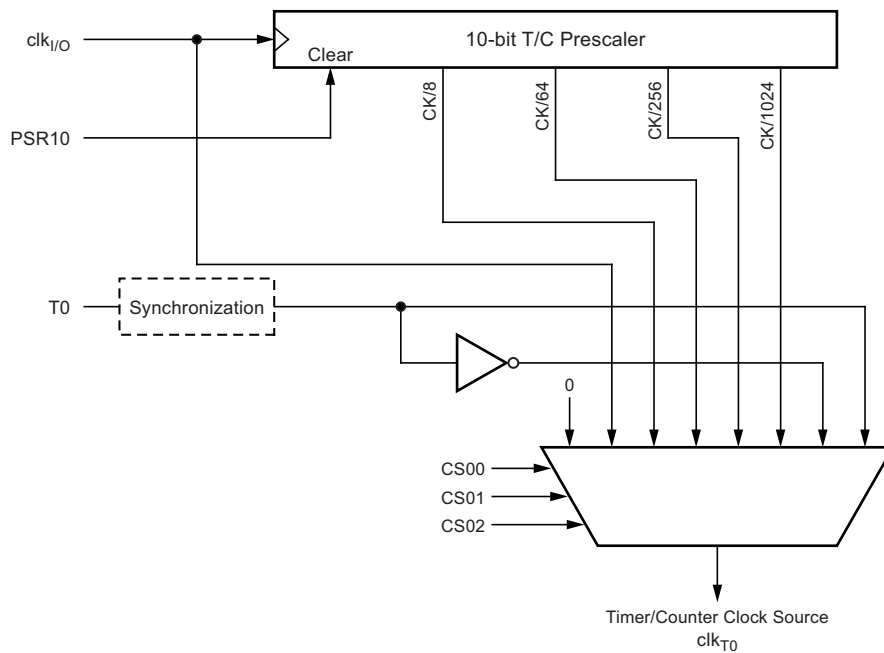 clkI/O
10-bit T/C Prescaler
Clear
CK/8
CK/64
CK/256
CK/1024
PSR10
T0
Synchronization
0
CS00
CS01
CS02
Timer/Counter Clock Source
clkT0